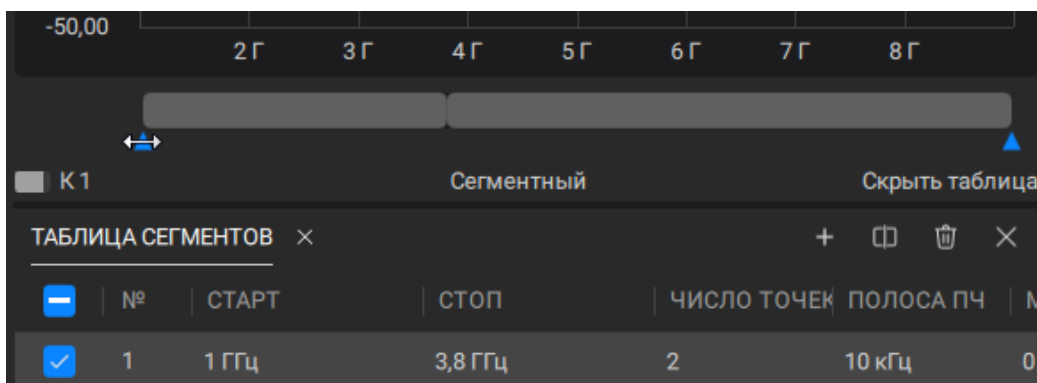 -50,00
2 Г 3 Г 4 Г 5 Г 6 Г 7 Г 8 Г
К 1 Сегментный Скрыть таблица
ТАБЛИЦА СЕГМЕНТОВ
№ СТАРТ СТОП ЧИСЛО ТОЧЕК ПОЛОСА ПЧ
1 1 ГГц 3,8 ГГц 2 10 кГц 0